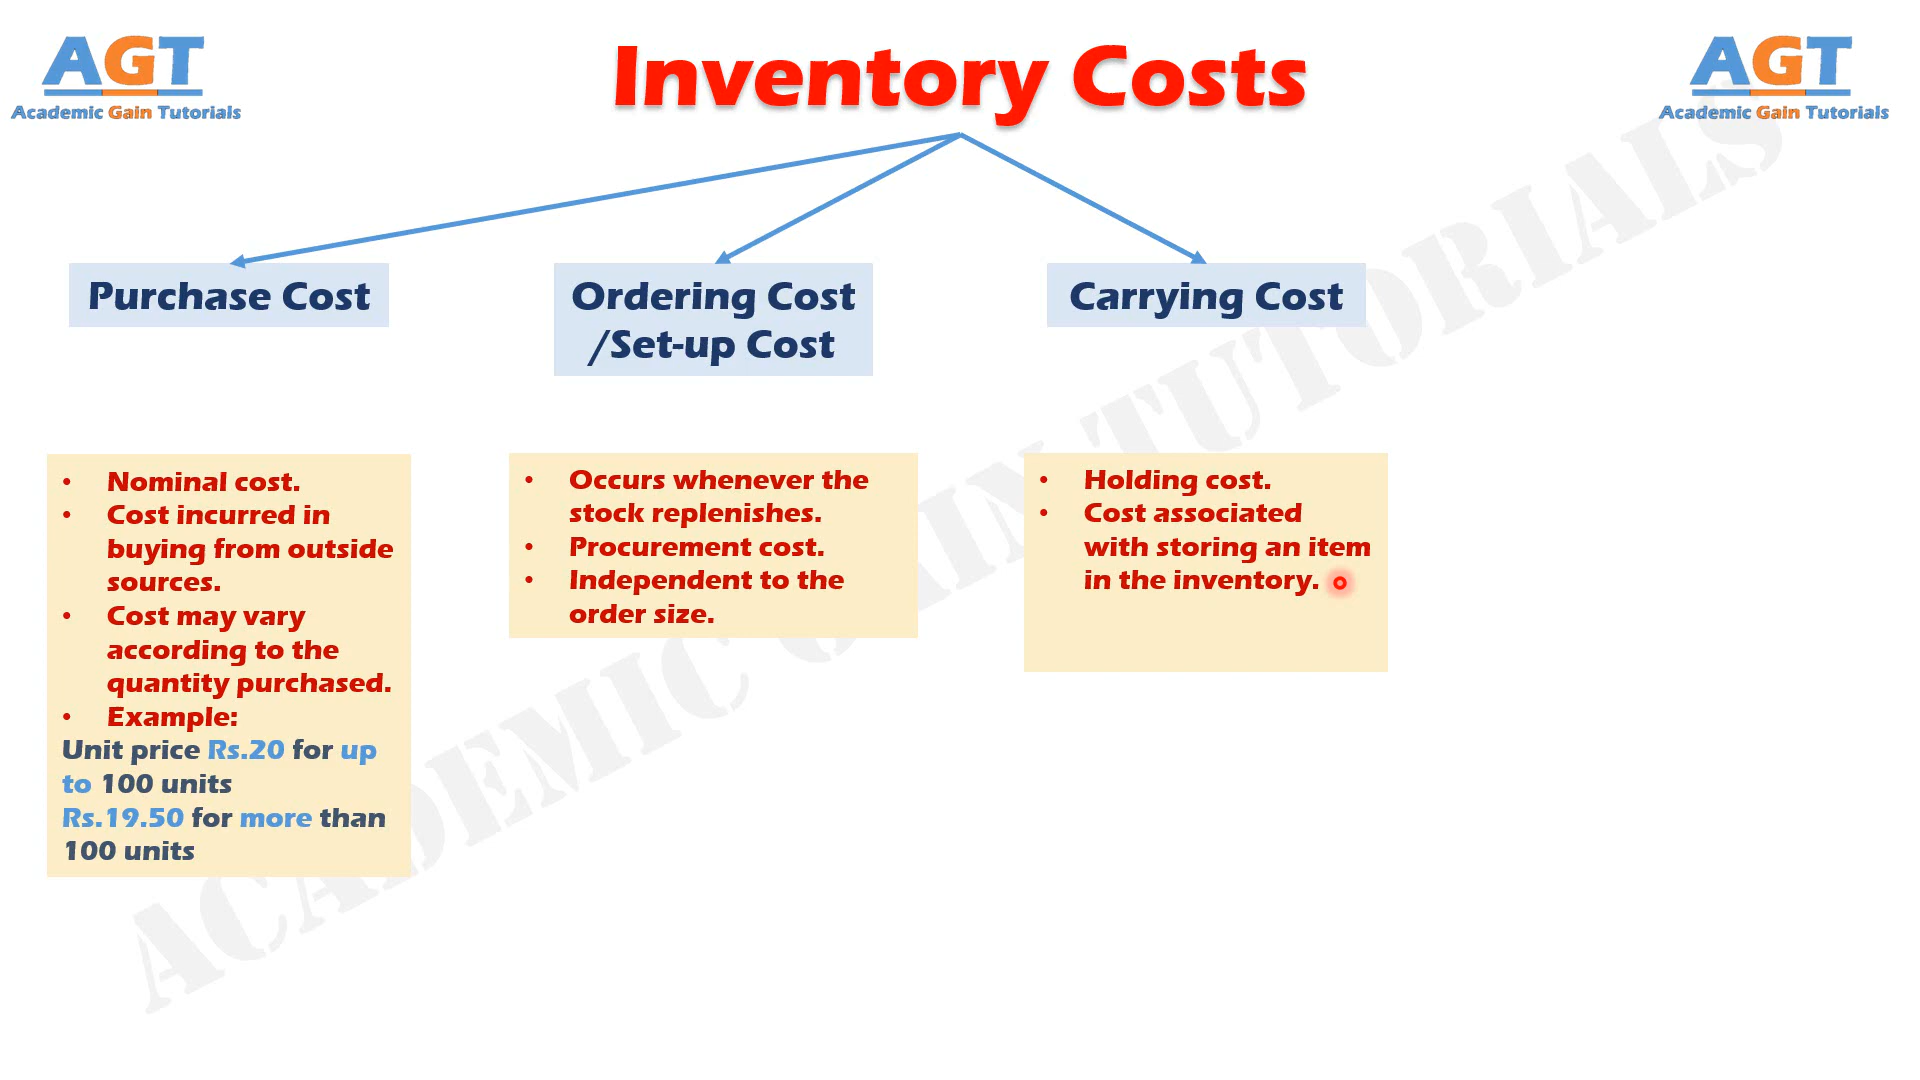 AGT
Academic Gain Tutorials
Inventory Costs
AGT
Academic Gain Tutorials
Purchase Cost
Ordering Cost
/Set-up Cost
Carrying Cost
• Nominal cost.
• Cost incurred in
buying from outside
sources.
• Cost may vary
according to the
quantity purchased.
• Example:
Unit price Rs.20 for up
to 100 units
Rs.19.50 for more than
100 units
• Occurs whenever the
stock replenishes.
• Procurement cost.
• Independent to the
order size.
• Holding cost.
• Cost associated
with storing an item
in the inventory.
ACADEMIC GAIN TUTORIALS